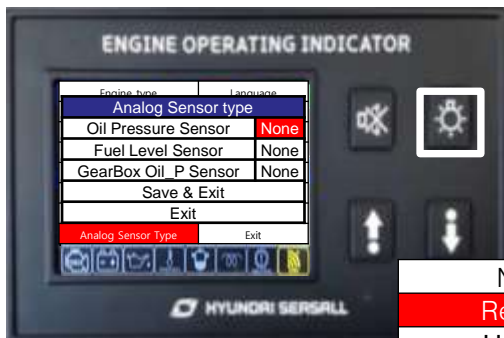 ENGINE OPERATING INDICATOR
Engine type Language
Analog Sensor type
Oil Pressure Sensor None
Fuel Level Sensor None
GearBox Oil_P Sensor None
Save & Exit
Exit
Analog Sensor Type Exit
HYUNDAI SEASALL